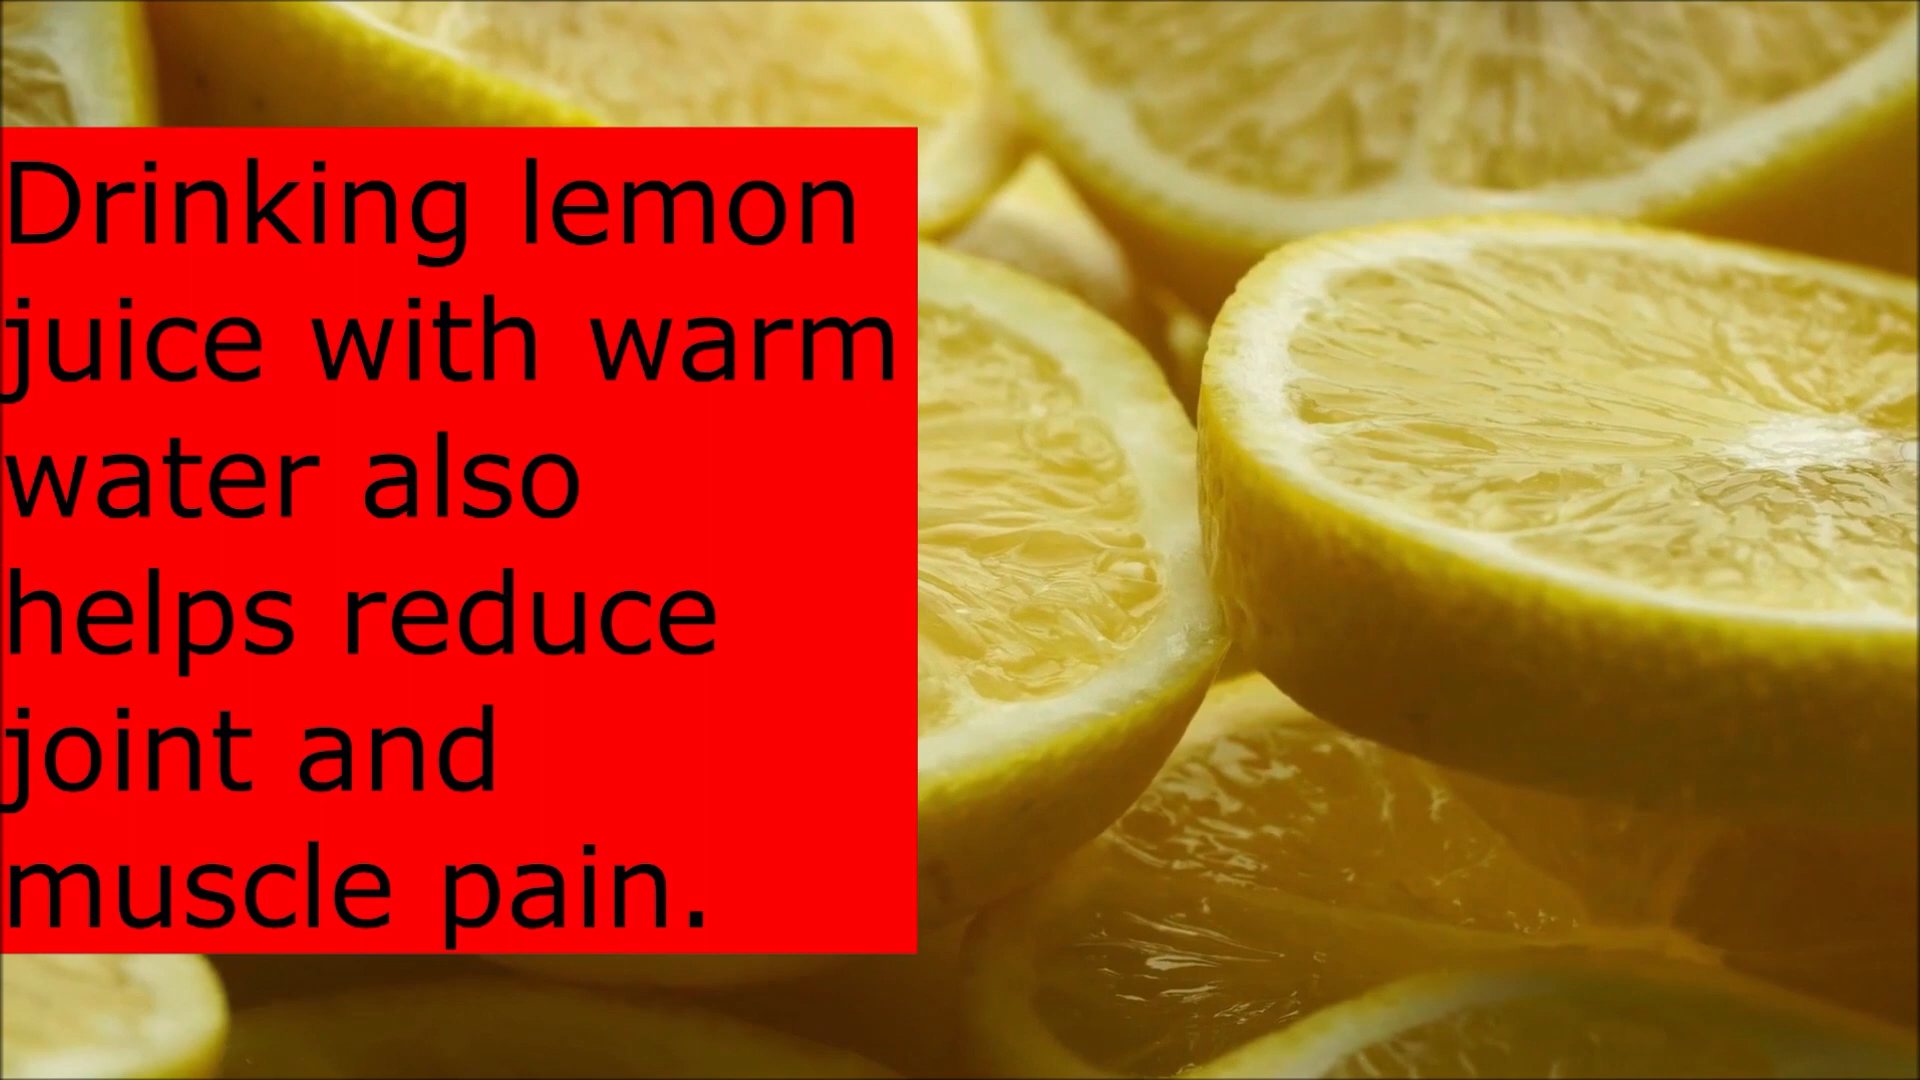 Drinking lemon
juice with warm
water also
helps reduce
joint and
muscle pain.